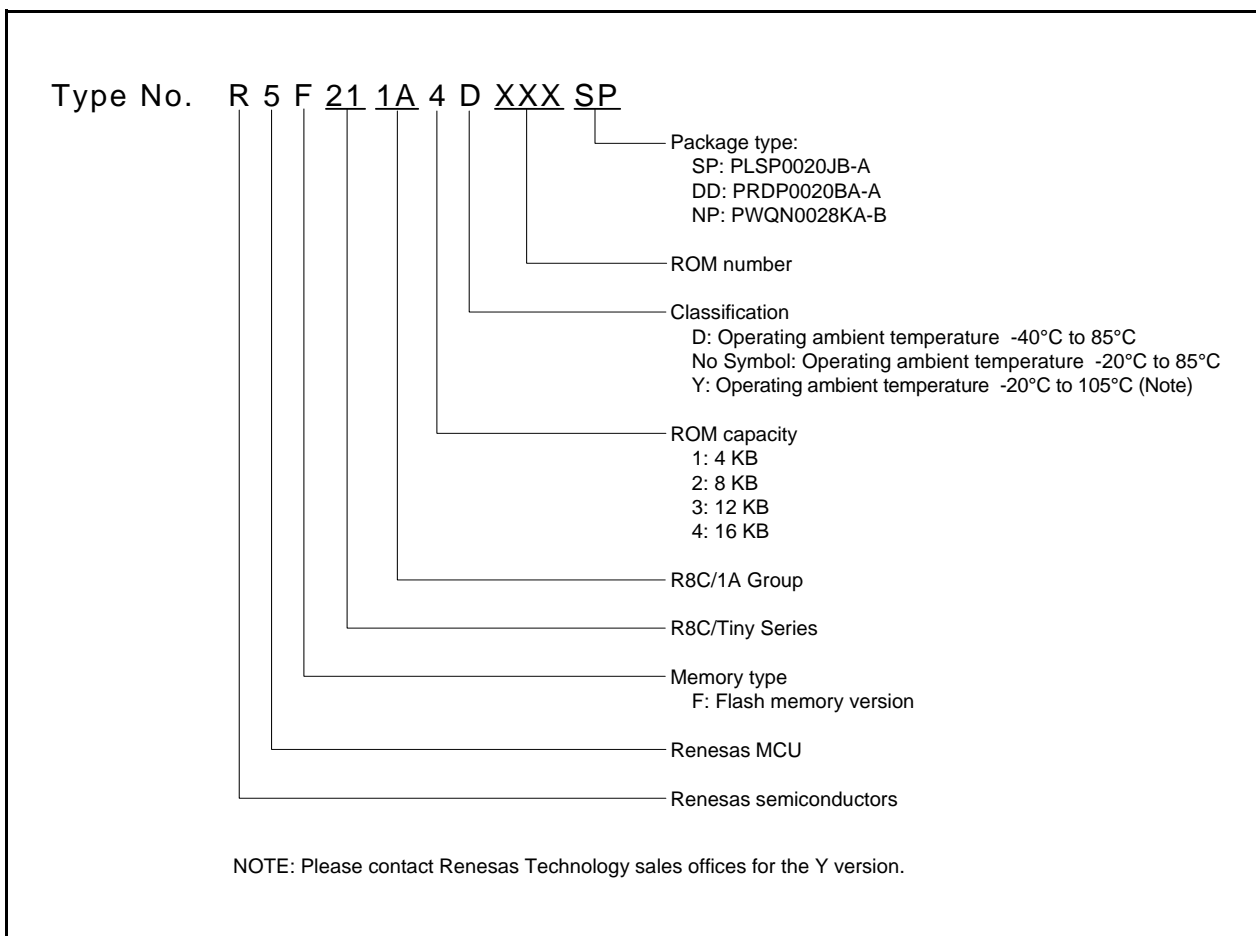 Type No. R 5 F 21 1A 4 D XXX SP
Package type:
SP: PLSP0020JB-A
DD: PRDP0020BA-A
NP: PWQN0028KA-B
ROM number
Classification
D: Operating ambient temperature -40°C to 85°C
No Symbol: Operating ambient temperature -20°C to 85°C
Y: Operating ambient temperature -20°C to 105°C (Note)
ROM capacity
1: 4 KB
2: 8 KB
3: 12 KB
4: 16 KB
R8C/1A Group
R8C/Tiny Series
Memory type
F: Flash memory version
Renesas MCU
Renesas semiconductors
NOTE: Please contact Renesas Technology sales offices for the Y version.